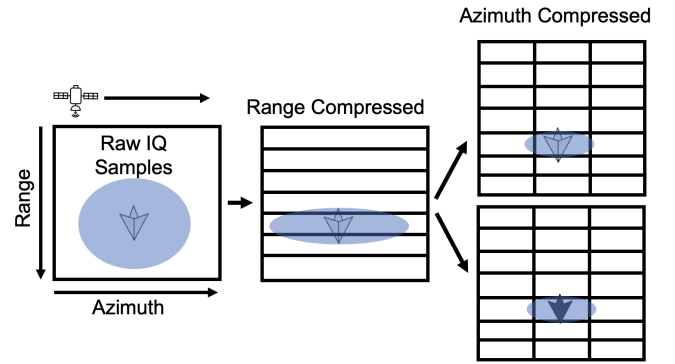 Azimuth Compressed
Range Compressed
Raw IQ
Samples
Range
Azimuth